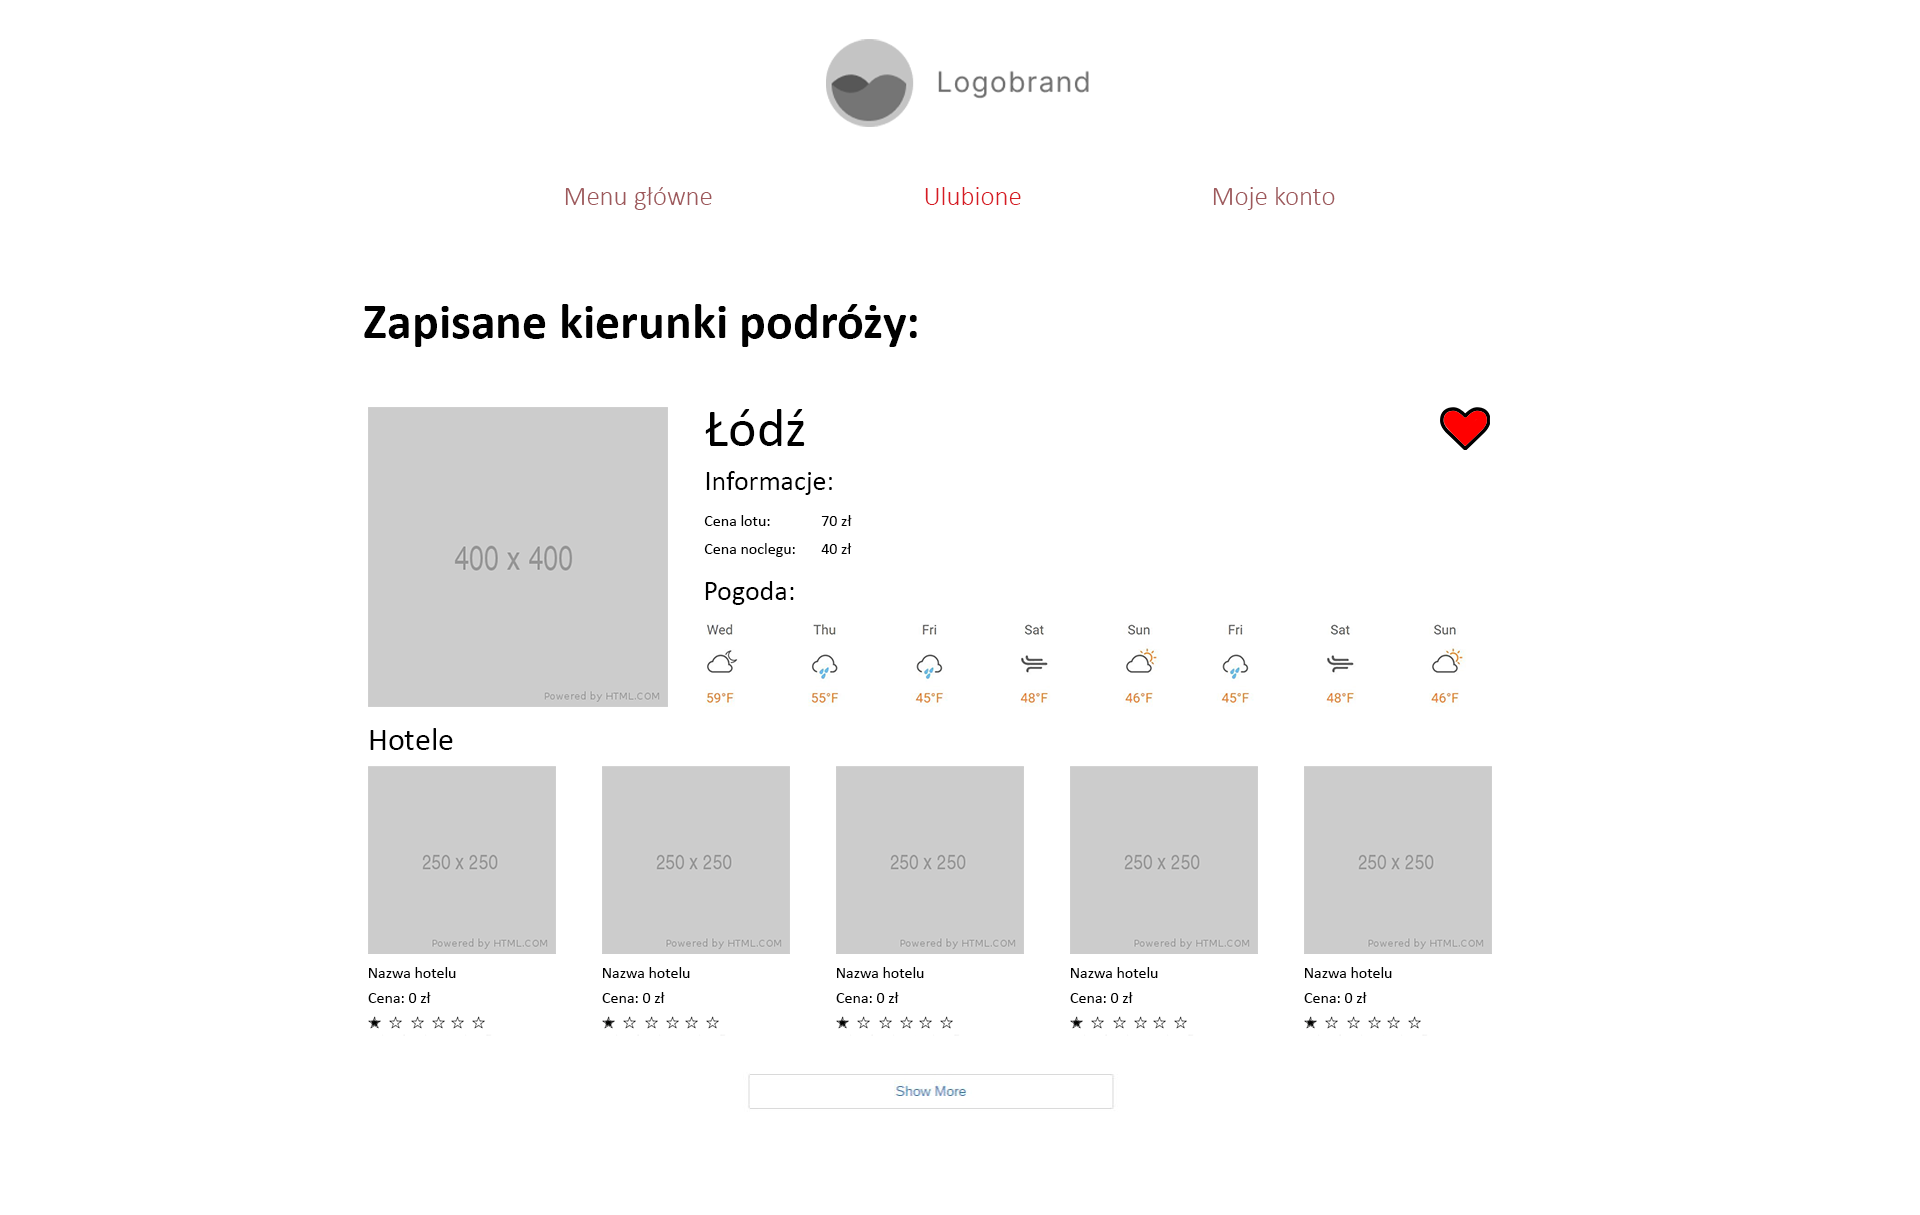 Logobrand
Menu główne Ulubione Moje konto
Zapisane kierunki podróży:
Łódź
Informacje:
Cena lotu: 70 zł
Cena noclegu: 40 zł
400 x 400
Powered by HTML.COM
Pogoda:
Wed Thu Fri Sat Sun Fri Sat Sun
59°F 55°F 45°F 48°F 46°F 45°F 48°F 46°F
Hotele
250 x 250 250 x 250 250 x 250 250 x 250 250 x 250
Powered by HTML.COM Powered by HTML.COM Powered by HTML.COM Powered by HTML.COM Powered by HTML.COM
Nazwa hotelu Nazwa hotelu Nazwa hotelu Nazwa hotelu Nazwa hotelu
Cena: 0 zł Cena: 0 zł Cena: 0 zł Cena: 0 zł Cena: 0 zł
Show More